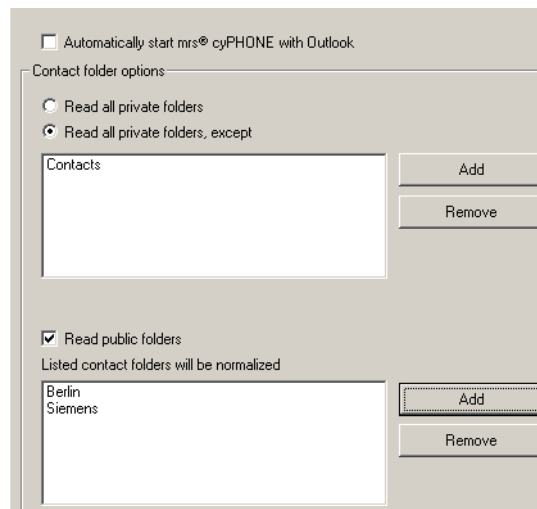 Automatically start mrs® cyPHONE with Outlook
Contact folder options
Read all private folders
Read all private folders, except
Contacts
Add
Remove
Read public folders
Listed contact folders will be normalized
Berlin
Siemens
Add
Remove